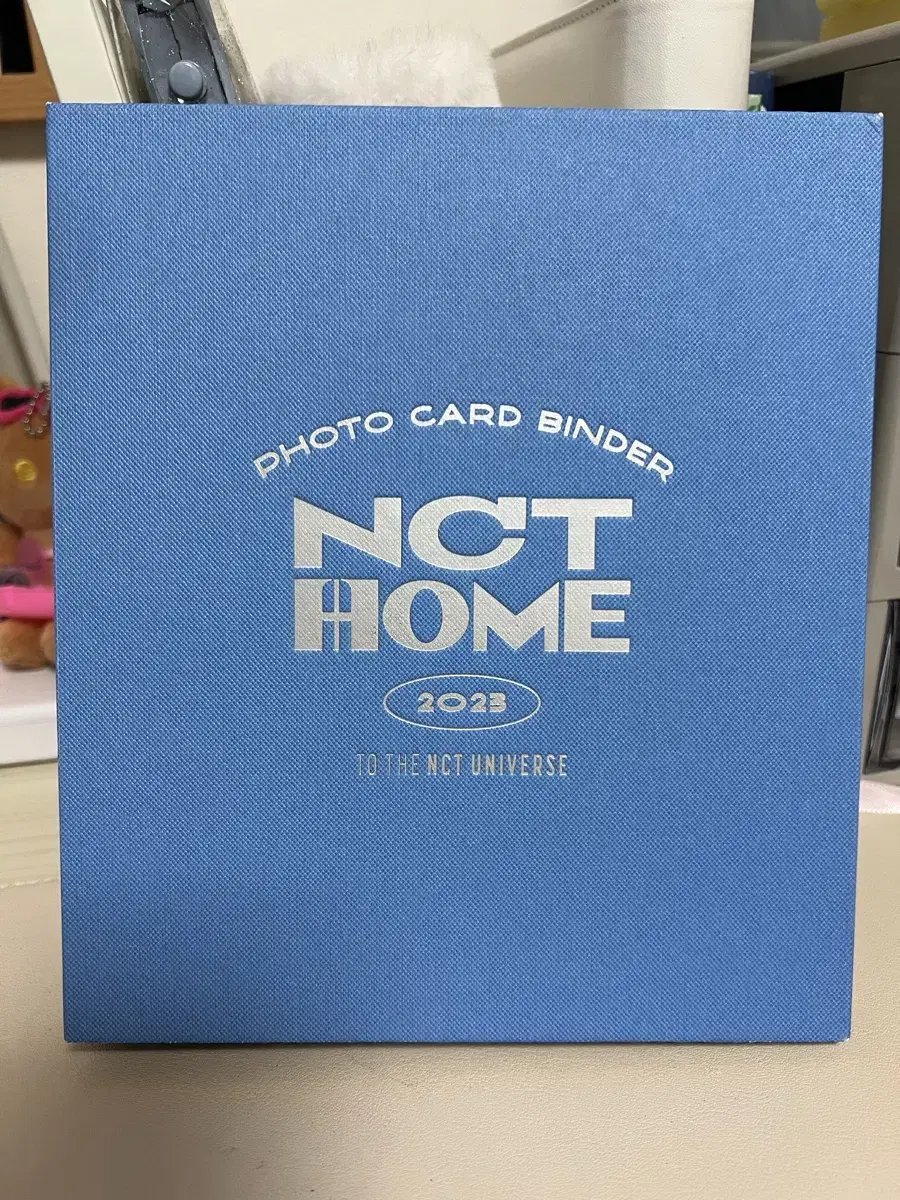 PHOTO CARD BINDER
NCT
HOME
2023
TO THE NCT UNIVERSE